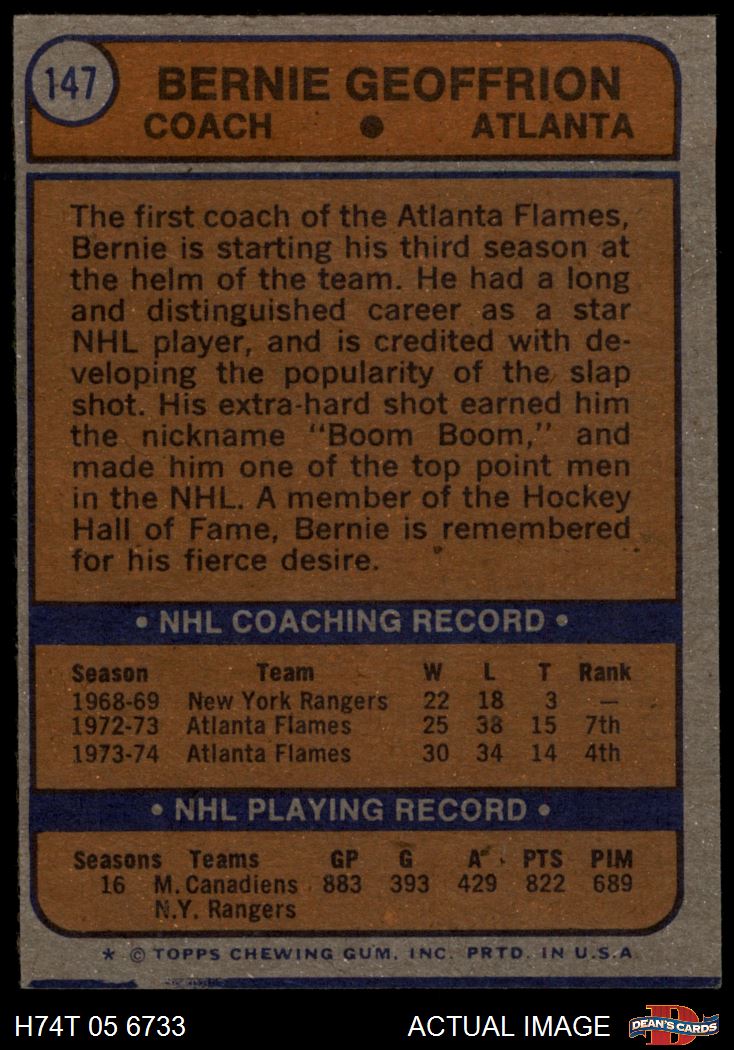 147
BERNIE GEOFFRION
COACH • ATLANTA
The first coach of the Atlanta Flames,
Bernie is starting his third season at
the helm of the team. He had a long
and distinguished career as a star
NHL player, and is credited with de-
veloping the popularity of the slap
shot. His extra-hard shot earned him
the nickname "Boom Boom," and
made him one of the top point men
in the NHL. A member of the Hockey
Hall of Fame, Bernie is remembered
for his fierce desire.
• NHL COACHING RECORD •
Season Team W L T Rank
1968-69 New York Rangers 22 18 3 —
1972-73 Atlanta Flames 25 38 15 7th
1973-74 Atlanta Flames 30 34 14 4th
• NHL PLAYING RECORD •
Seasons Teams GP G A PTS PIM
16 M. Canadiens 883 393 429 822 689
N.Y. Rangers
* © TOPPS CHEWING GUM, INC. PRTD. IN U.S.A.
H74T 05 6733 ACTUAL IMAGE D DEAN'S CARDS